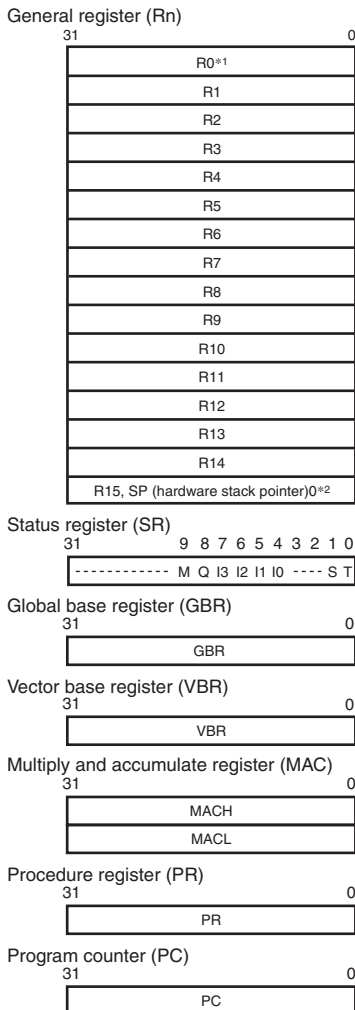 General register (Rn)
31 0
R0*1
R1
R2
R3
R4
R5
R6
R7
R8
R9
R10
R11
R12
R13
R14
R15, SP (hardware stack pointer)0*2
Status register (SR)
31 9 8 7 6 5 4 3 2 1 0
------------ M Q I3 I2 I1 I0 ---- S T
Global base register (GBR)
31 0
GBR
Vector base register (VBR)
31 0
VBR
Multiply and accumulate register (MAC)
31 0
MACH
MACL
Procedure register (PR)
31 0
PR
Program counter (PC)
31 0
PC